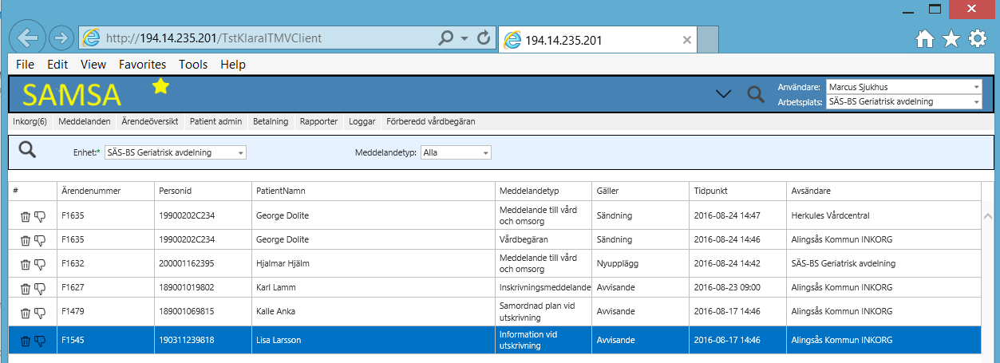 http://194.14.235.201/TstKlaraITMVClient
194.14.235.201
File Edit View Favorites Tools Help
SAMSA
Användare: Marcus Sjukhus
Arbetsplats: SÄS-BS Geriatrisk avdelning
Inkorg(6) Meddelanden Ärendeöversikt Patient admin Betalning Rapporter Loggar Förberedd vårdbegäran
Enhet:* SÄS-BS Geriatrisk avdelning Meddelandetyp: Alla
# Ärendenummer Personid PatientNamn Meddelandetyp Gäller Tidpunkt Avsändare
F1635 19900202C234 George Dolite Meddelande till vård och omsorg Sändning 2016-08-24 14:47 Herkules Vårdcentral
F1635 19900202C234 George Dolite Vårdbegäran Sändning 2016-08-24 14:46 Alingsås Kommun INKORG
F1632 200001162395 Hjalmar Hjälm Meddelande till vård och omsorg Nyupplägg 2016-08-24 14:42 SÄS-BS Geriatrisk avdelning
F1627 189001019802 Karl Lamm Inskrivningsmeddelande Avvisande 2016-08-23 09:00 Alingsås Kommun INKORG
F1479 189001069815 Kalle Anka Samordnad plan vid utskrivning Avvisande 2016-08-17 14:46 Alingsås Kommun INKORG
F1545 190311239818 Lisa Larsson Information vid utskrivning Avvisande 2016-08-17 14:46 Alingsås Kommun INKORG